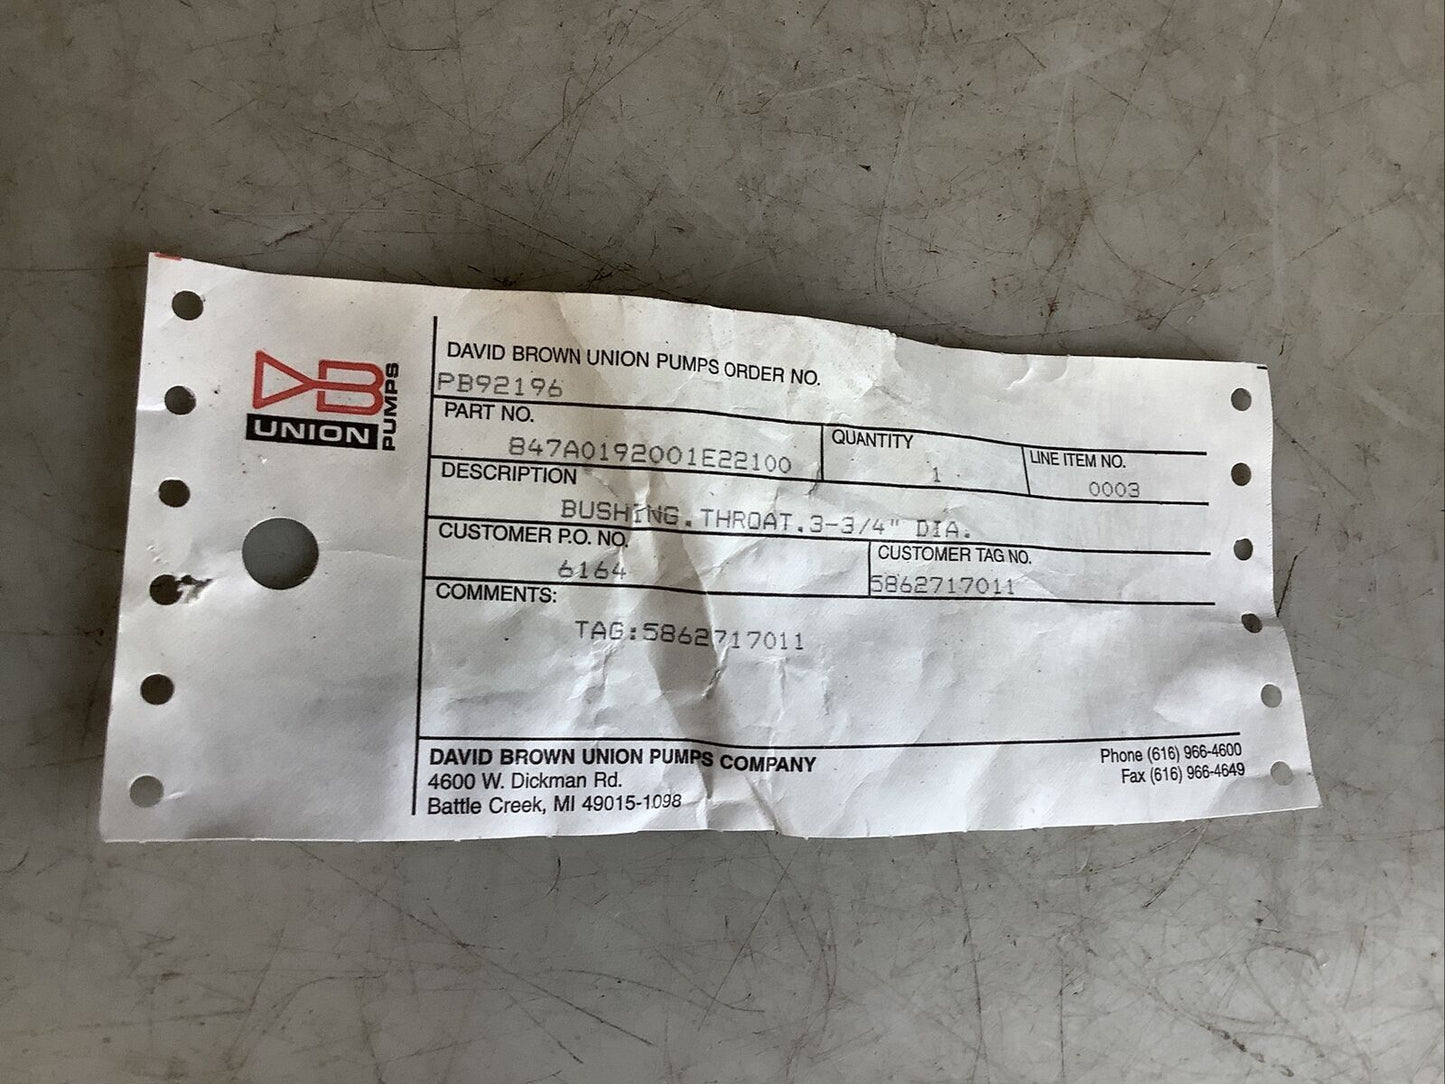 DB
UNION
PUMPS
DAVID BROWN UNION PUMPS ORDER NO.
PB92196
PART NO.
847A0192001E22100
QUANTITY
1
LINE ITEM NO.
0003
DESCRIPTION
BUSHING.THROAT.3-3/4" DIA.
CUSTOMER P.O. NO.
6164
CUSTOMER TAG NO.
5862717011
COMMENTS:
TAG:5862717011
DAVID BROWN UNION PUMPS COMPANY
4600 W. Dickman Rd.
Battle Creek, MI 49015-1098
Phone (616) 966-4600
Fax (616) 966-4649